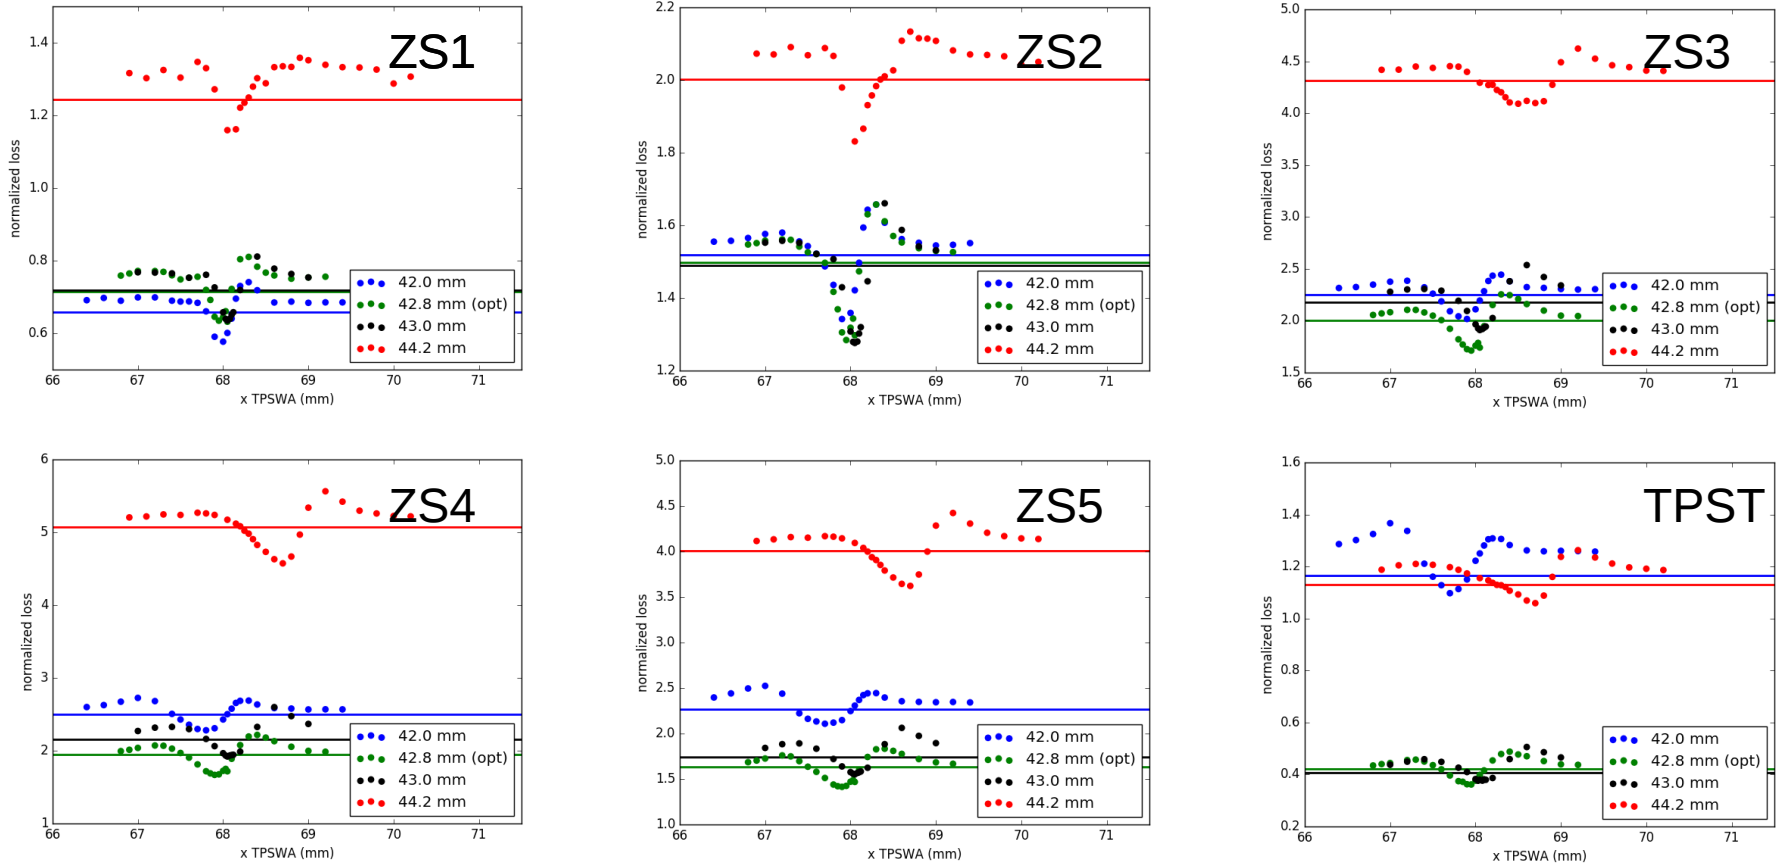 ZS1
1.4
1.2
1.0
0.8
0.6
normalized loss
42.0 mm
42.8 mm (opt)
43.0 mm
44.2 mm
66 67 68 69 70 71
x TPSWA (mm)
ZS2
2.2
2.0
1.8
1.6
1.4
1.2
normalized loss
42.0 mm
42.8 mm (opt)
43.0 mm
44.2 mm
66 67 68 69 70 71
x TPSWA (mm)
ZS3
5.0
4.5
4.0
3.5
3.0
2.5
2.0
1.5
normalized loss
42.0 mm
42.8 mm (opt)
43.0 mm
44.2 mm
66 67 68 69 70 71
x TPSWA (mm)
ZS4
6
5
4
3
2
1
normalized loss
42.0 mm
42.8 mm (opt)
43.0 mm
44.2 mm
66 67 68 69 70 71
x TPSWA (mm)
ZS5
5.0
4.5
4.0
3.5
3.0
2.5
2.0
1.5
1.0
normalized loss
42.0 mm
42.8 mm (opt)
43.0 mm
44.2 mm
66 67 68 69 70 71
x TPSWA (mm)
TPST
1.6
1.4
1.2
1.0
0.8
0.6
0.4
0.2
normalized loss
42.0 mm
42.8 mm (opt)
43.0 mm
44.2 mm
66 67 68 69 70 71
x TPSWA (mm)